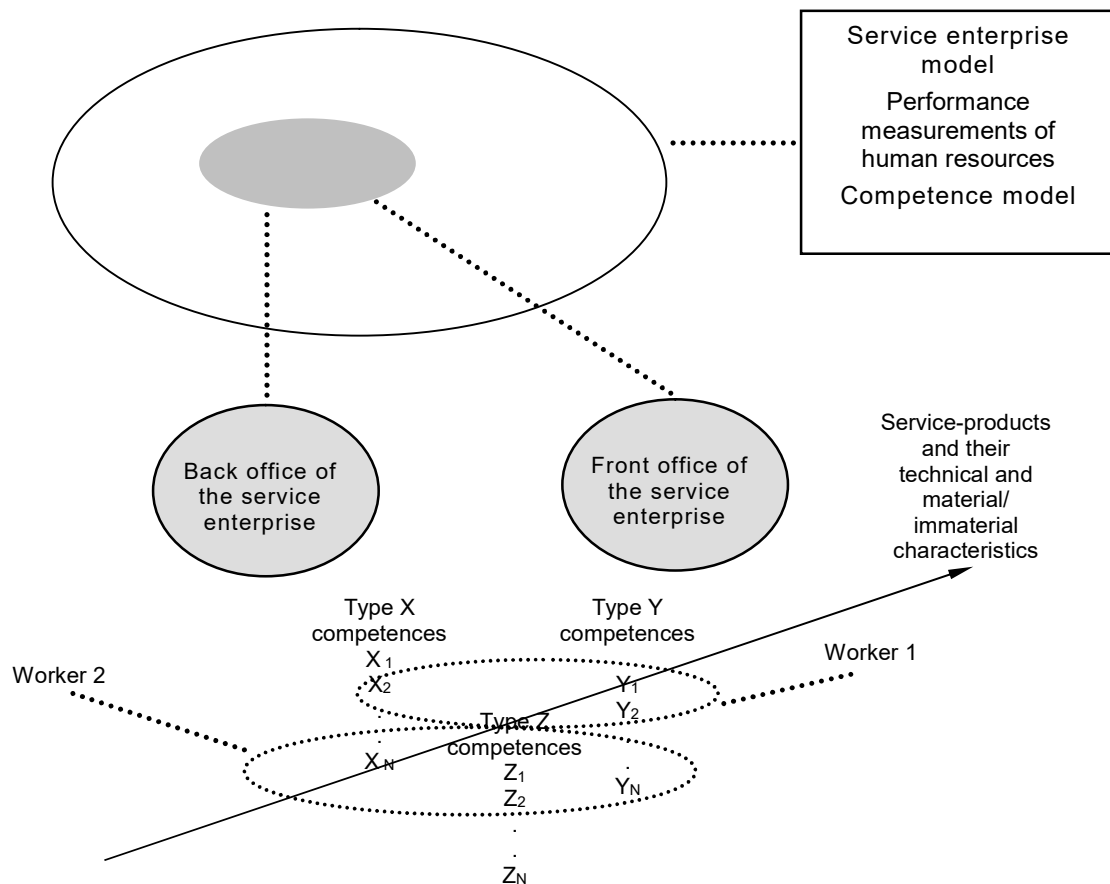 Service enterprise
model
Performance
measurements of
human resources
Competence model
Back office of
the service
enterprise
Front office of
the service
enterprise
Service-products
and their
technical and
material/
immaterial
characteristics
Type X
competences
X 1
X2
.
.
X N
Type Y
competences
Y1
Y2
.
YN
Worker 2
Worker 1
Type Z
competences
Z1
Z2
.
.
ZN